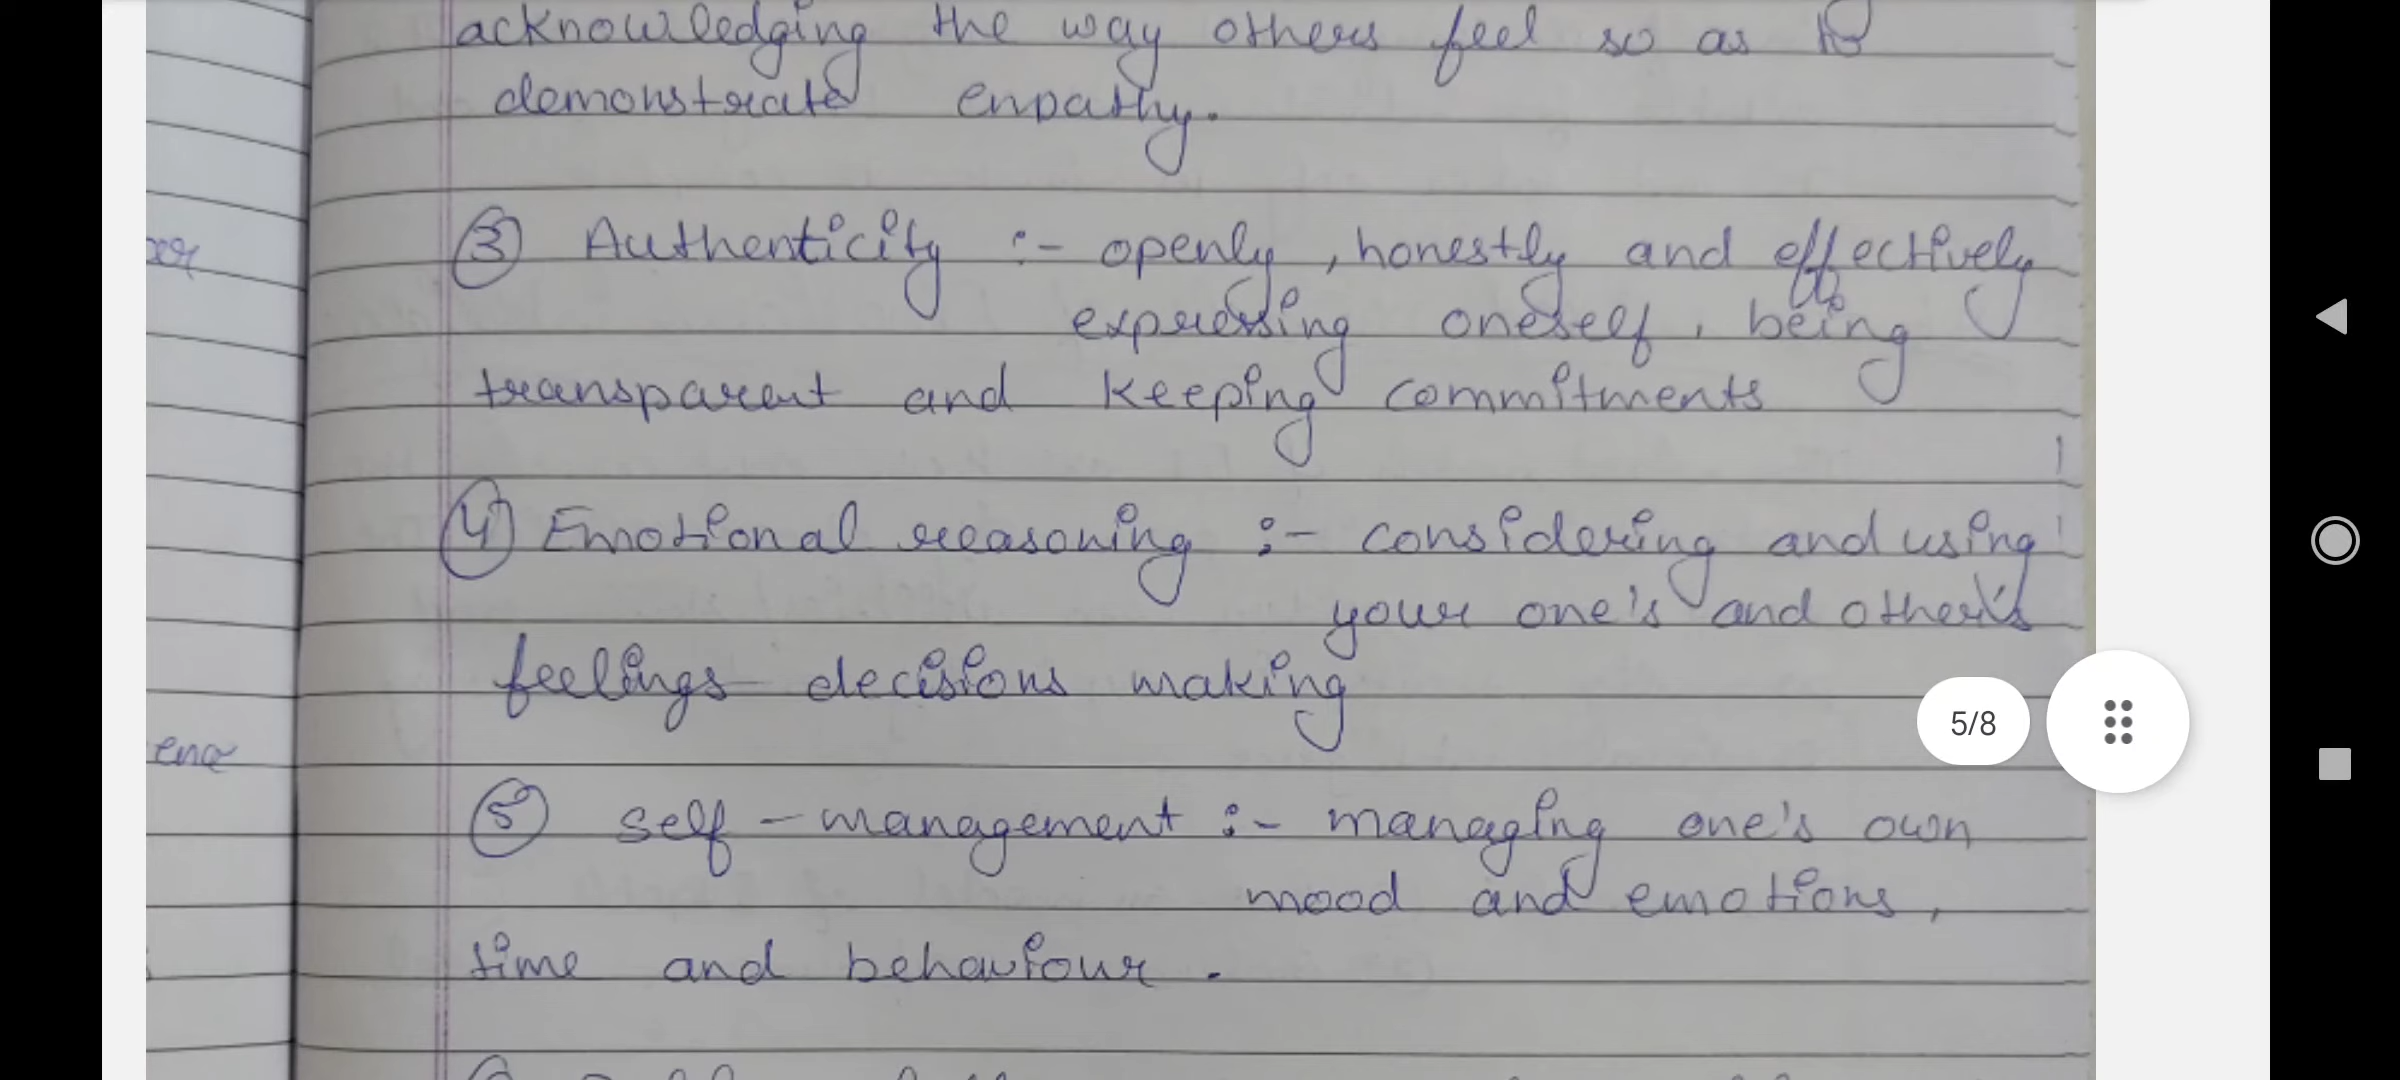 acknowledging the way others feel so as to
demonstrate enpathy.
③ Authenticity :- openly, honestly and effectively
expressing oneself, being
transparent and keeping commitments
④ Emotional reasoning :- considering and using
your one's and other's
feelings decisions making
5/8
⑤ self-management :- managing one's own
mood and emotions,
time and behaviour.